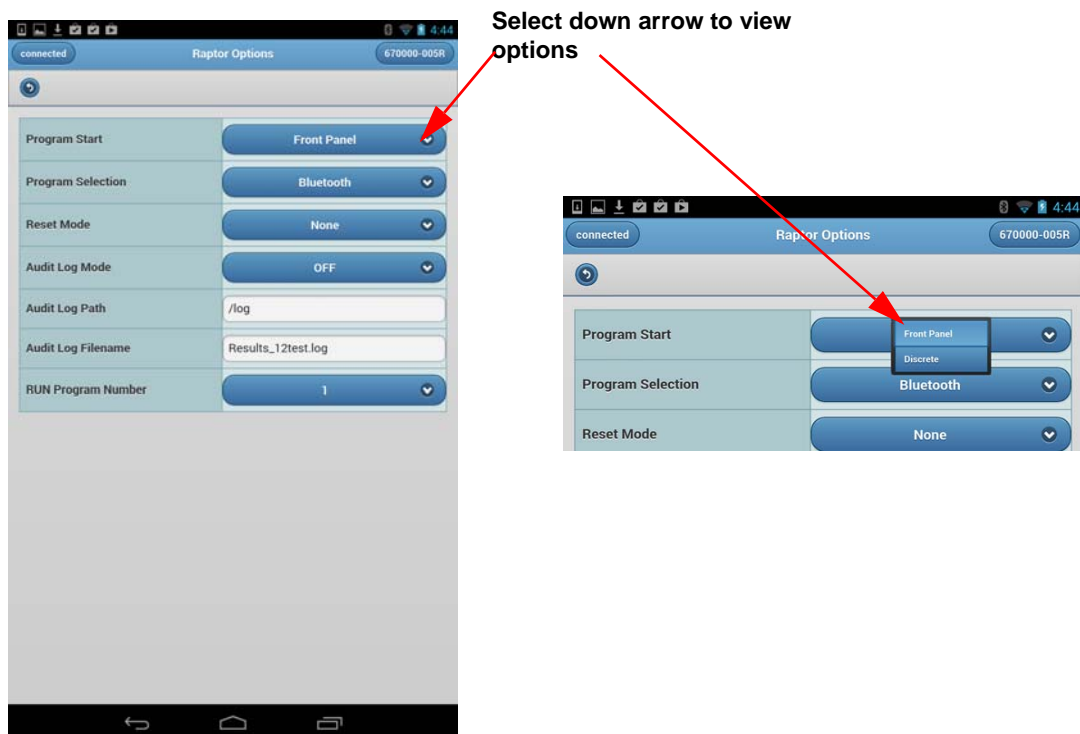 Select down arrow to view
options
4:44
connected
Raptor Options
670000-005R
Program Start
Front Panel
Program Selection
Bluetooth
Reset Mode
None
Audit Log Mode
OFF
Audit Log Path
/log
Audit Log Filename
Results_12test.log
RUN Program Number
1
4:44
connected
Raptor Options
670000-005R
Program Start
Front Panel
Discrete
Program Selection
Bluetooth
Reset Mode
None